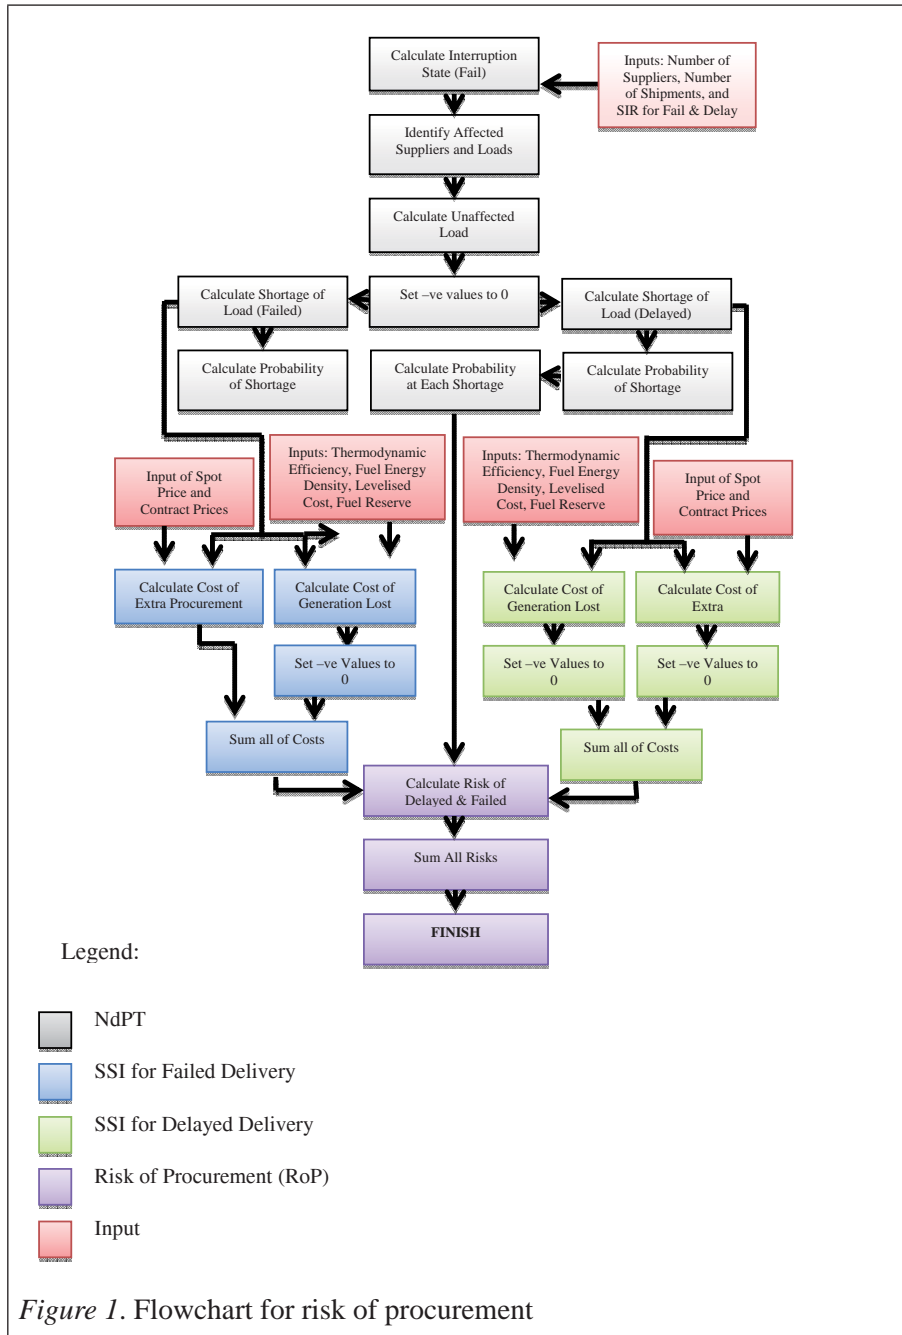 Calculate Interruption
State (Fail)
Inputs: Number of
Suppliers, Number
of Shipments, and
SIR for Fail & Delay
Identify Affected
Suppliers and Loads
Calculate Unaffected
Load
Calculate Shortage of
Load (Failed)
Set –ve values to 0
Calculate Shortage of
Load (Delayed)
Calculate Probability
of Shortage
Calculate Probability
at Each Shortage
Calculate Probability
of Shortage
Input of Spot
Price and
Contract Prices
Inputs: Thermodynamic
Efficiency, Fuel Energy
Density, Levelised
Cost, Fuel Reserve
Inputs: Thermodynamic
Efficiency, Fuel Energy
Density, Levelised
Cost, Fuel Reserve
Input of Spot
Price and
Contract Prices
Calculate Cost of
Extra Procurement
Calculate Cost of
Generation Lost
Calculate Cost of
Generation Lost
Calculate Cost of
Extra
Set –ve Values to
0
Set –ve Values to
0
Set –ve Values to
0
Sum all of Costs
Sum all of Costs
Calculate Risk of
Delayed & Failed
Sum All Risks
FINISH
Legend:
NdPT
SSI for Failed Delivery
SSI for Delayed Delivery
Risk of Procurement (RoP)
Input
Figure 1. Flowchart for risk of procurement